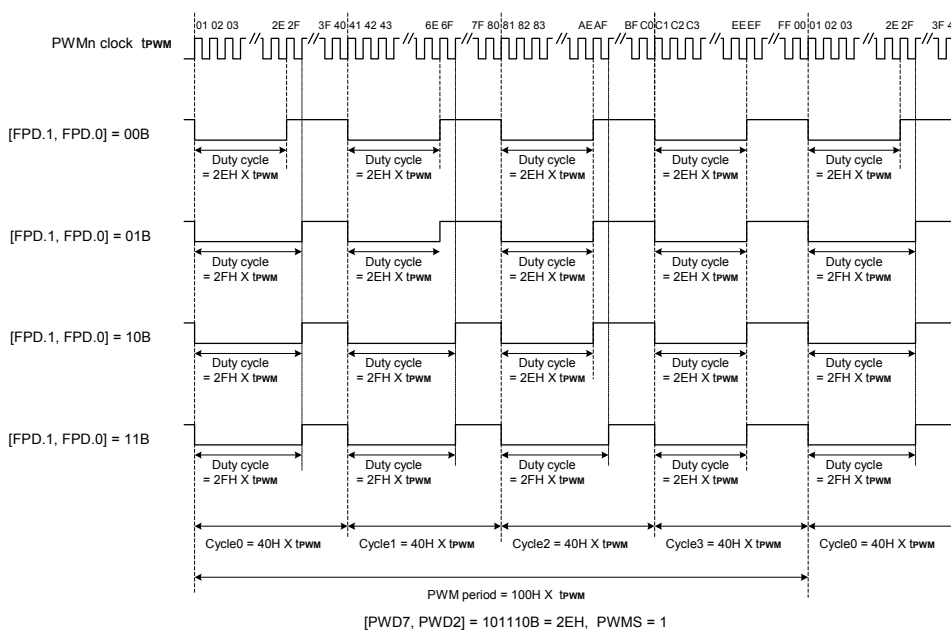 01 02 03 2E 2F 3F 40 41 42 43 6E 6F 7F 80 81 82 83 AE AF BF C0 C1 C2 C3 EE EF FF 00 01 02 03 2E 2F 3F 4
PWMn clock tPWM
[FPD.1, FPD.0] = 00B
Duty cycle
= 2EH X tPWM
Duty cycle
= 2EH X tPWM
Duty cycle
= 2EH X tPWM
Duty cycle
= 2EH X tPWM
Duty cycle
= 2EH X tPWM
[FPD.1, FPD.0] = 01B
Duty cycle
= 2FH X tPWM
Duty cycle
= 2EH X tPWM
Duty cycle
= 2EH X tPWM
Duty cycle
= 2EH X tPWM
Duty cycle
= 2FH X tPWM
[FPD.1, FPD.0] = 10B
Duty cycle
= 2FH X tPWM
Duty cycle
= 2FH X tPWM
Duty cycle
= 2EH X tPWM
Duty cycle
= 2EH X tPWM
Duty cycle
= 2FH X tPWM
[FPD.1, FPD.0] = 11B
Duty cycle
= 2FH X tPWM
Duty cycle
= 2FH X tPWM
Duty cycle
= 2FH X tPWM
Duty cycle
= 2EH X tPWM
Duty cycle
= 2FH X tPWM
Cycle0 = 40H X tPWM
Cycle1 = 40H X tPWM
Cycle2 = 40H X tPWM
Cycle3 = 40H X tPWM
Cycle0 = 40H X tPWM
PWM period = 100H X tPWM
[PWD7, PWD2] = 101110B = 2EH, PWMS = 1